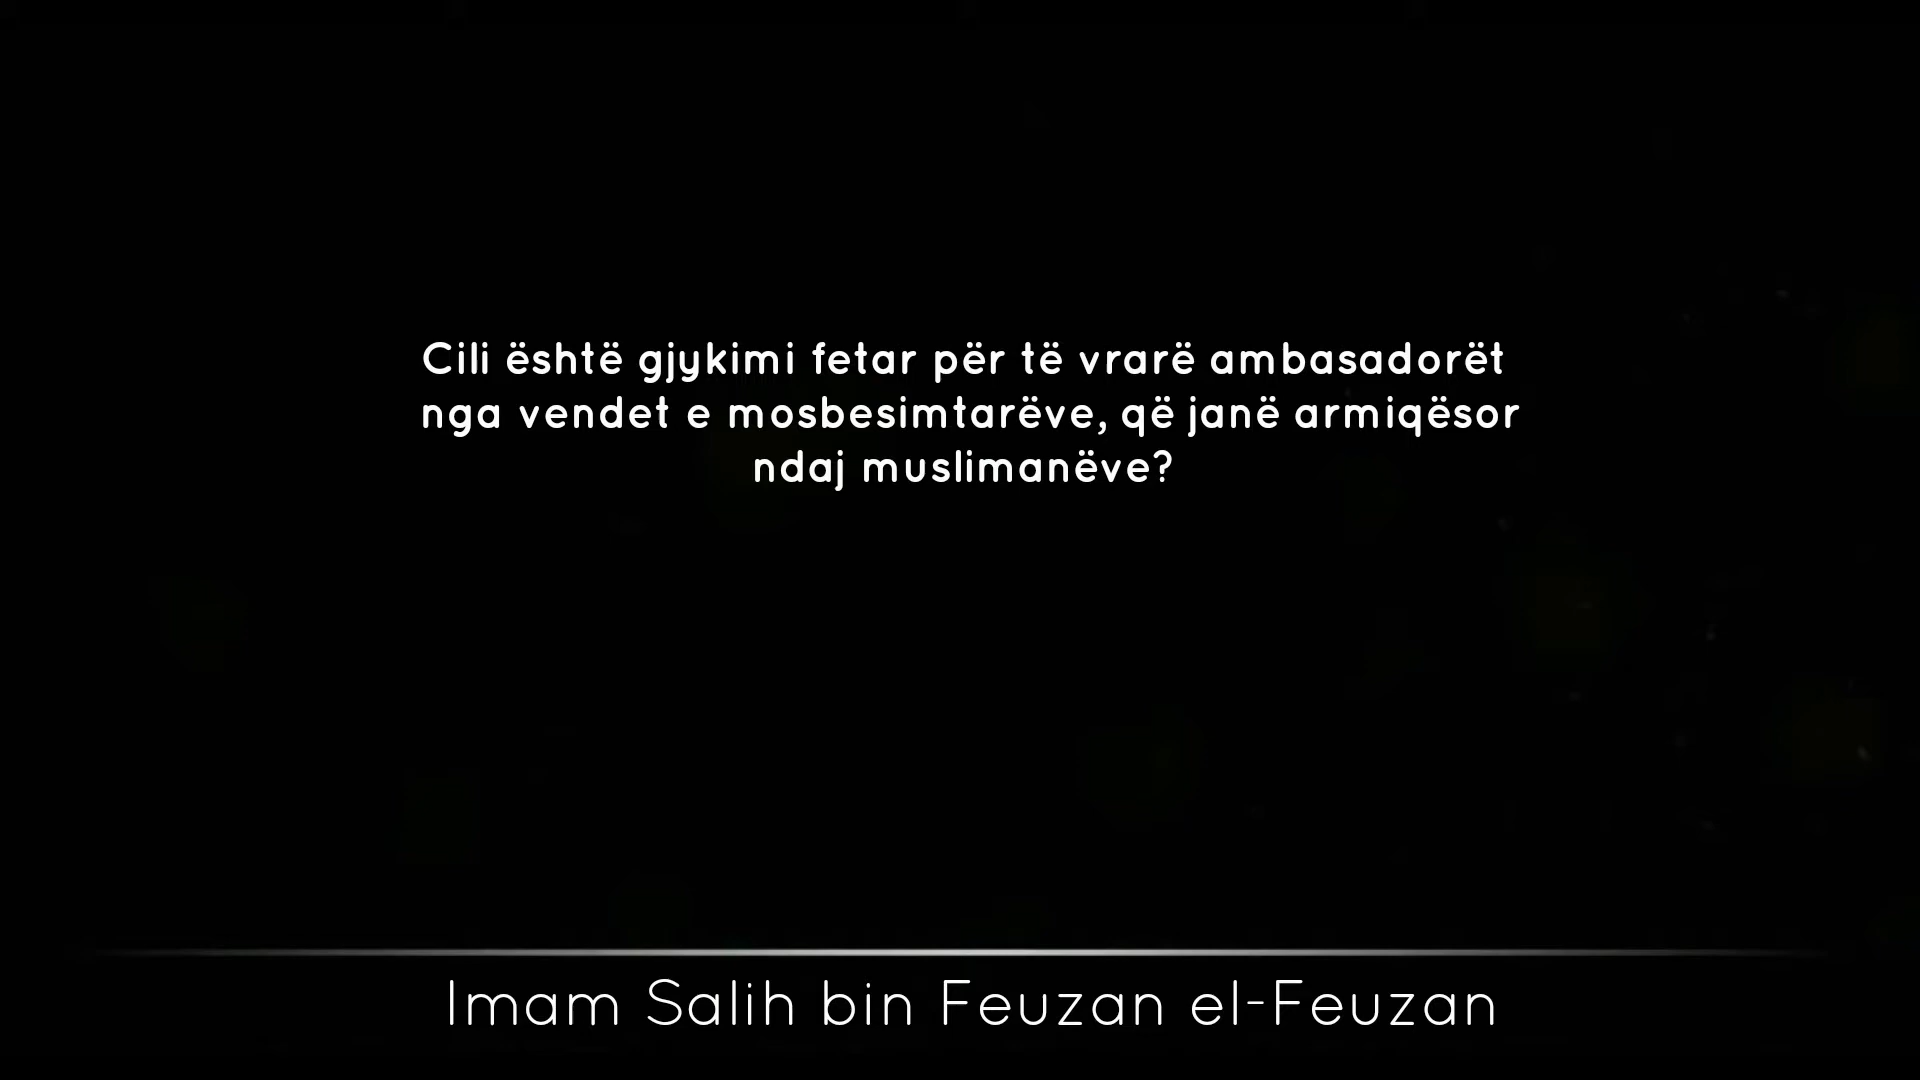 Cili është gjykimi fetar për të vrarë ambasadorët
nga vendet e mosbesimtarëve, që janë armiqësor
ndaj muslimanëve?
Imam Salih bin Feuzan el-Feuzan